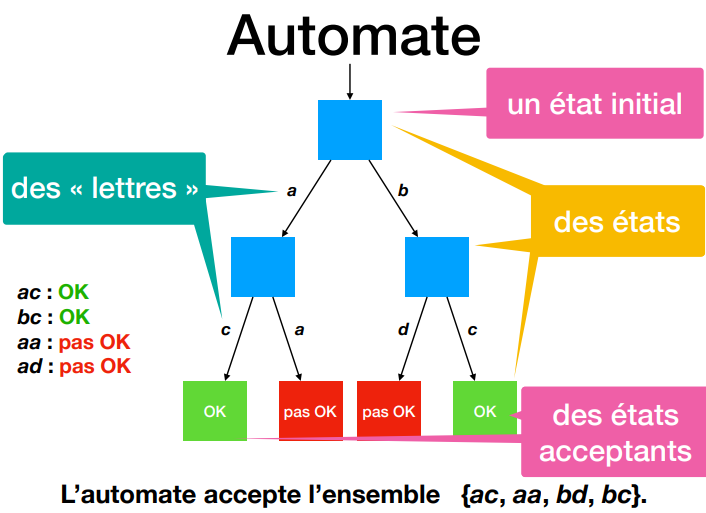 Automate
un état initial
des « lettres »
a
b
des états
ac : OK
bc : OK
aa : pas OK
ad : pas OK
c
a
d
c
OK
pas OK
pas OK
OK
des états
acceptants
L’automate accepte l’ensemble {ac, aa, bd, bc}.